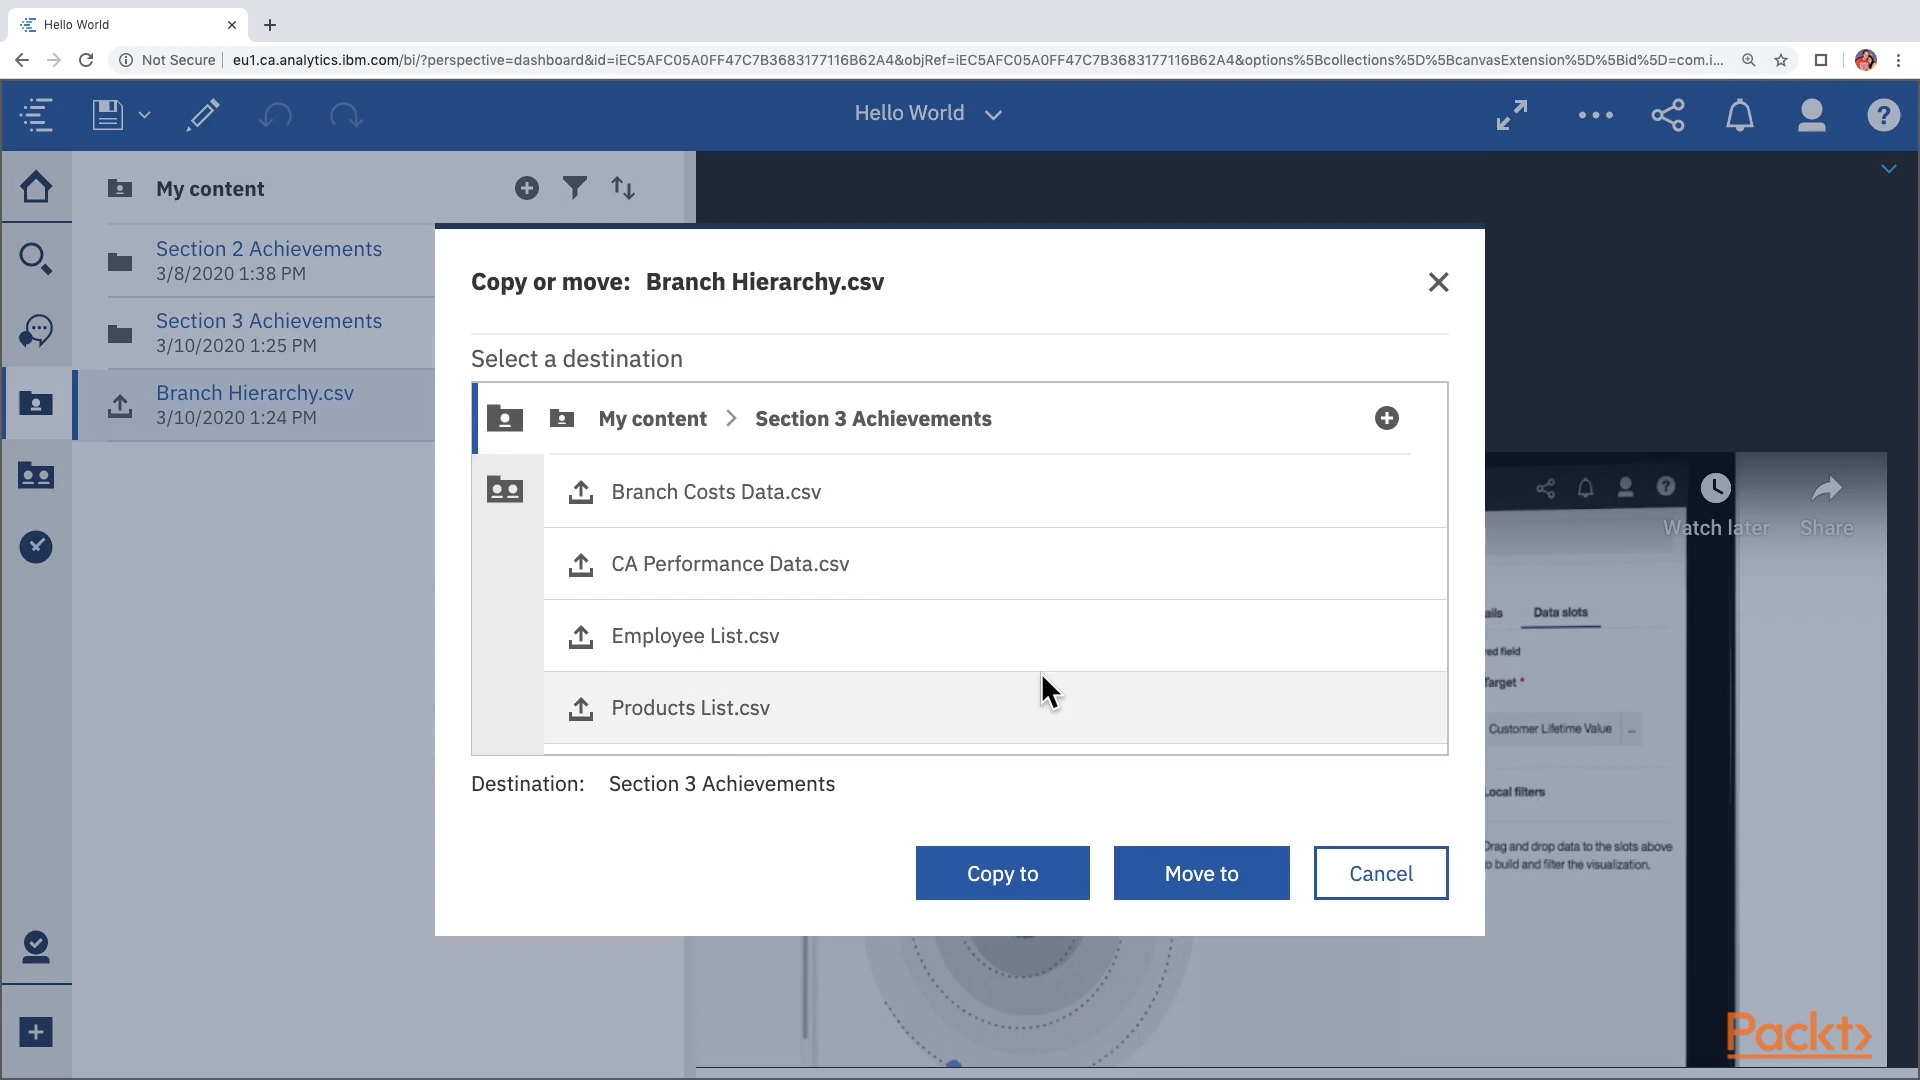 Hello World
Not Secure
eu1.ca.analytics.ibm.com/bi/?perspective=dashboard&id=iEC5AFC05A0FF47C7B3683177116B62A4&objRef=iEC5AFC05A0FF47C7B3683177116B62A4&options%5Bcollections%5D%5BcanvasExtension%5D%5Bid%5D=com.i...
Hello World
My content
Section 2 Achievements
3/8/2020 1:38 PM
Section 3 Achievements
3/10/2020 1:25 PM
Branch Hierarchy.csv
3/10/2020 1:24 PM
Copy or move: Branch Hierarchy.csv
Select a destination
My content > Section 3 Achievements
Branch Costs Data.csv
CA Performance Data.csv
Employee List.csv
Products List.csv
Destination: Section 3 Achievements
Copy to
Move to
Cancel
Watch later
Share
Data slots
field
Target *
Customer Lifetime Value ...
Local filters
Drag and drop data to the slots above
build and filter the visualization.
Packt>